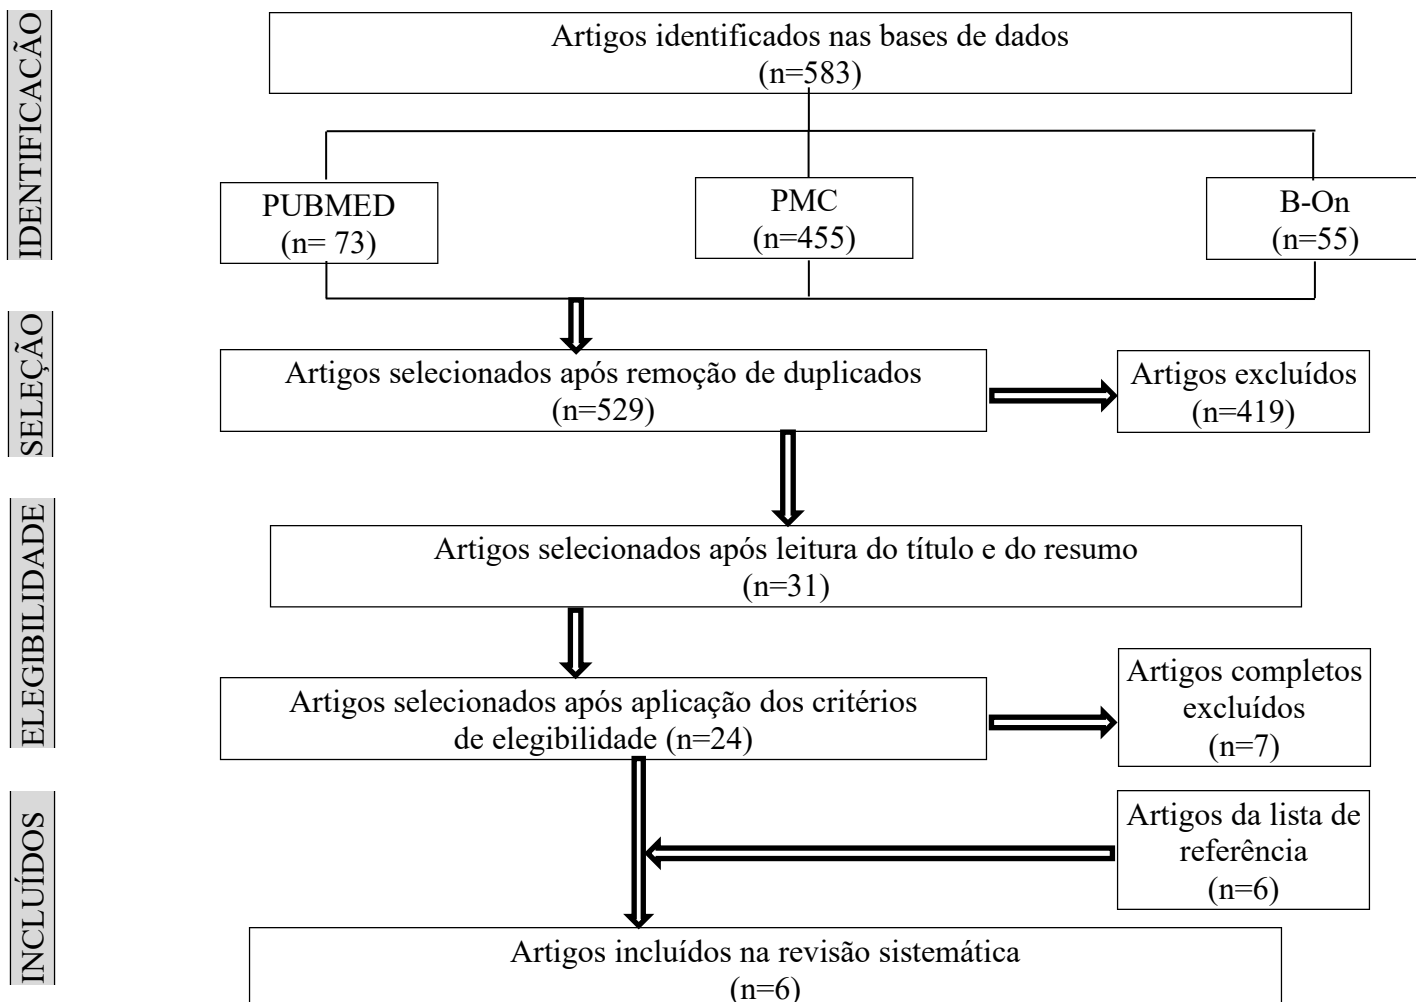 IDENTIFICAÇÃO
Artigos identificados nas bases de dados
(n=583)
PUBMED
(n= 73)
PMC
(n=455)
B-On
(n=55)
SELEÇÃO
Artigos selecionados após remoção de duplicados
(n=529)
Artigos excluídos
(n=419)
ELEGIBILIDADE
Artigos selecionados após leitura do título e do resumo
(n=31)
Artigos selecionados após aplicação dos critérios
de elegibilidade (n=24)
Artigos completos
excluídos
(n=7)
INCLUÍDOS
Artigos da lista de
referência
(n=6)
Artigos incluídos na revisão sistemática
(n=6)